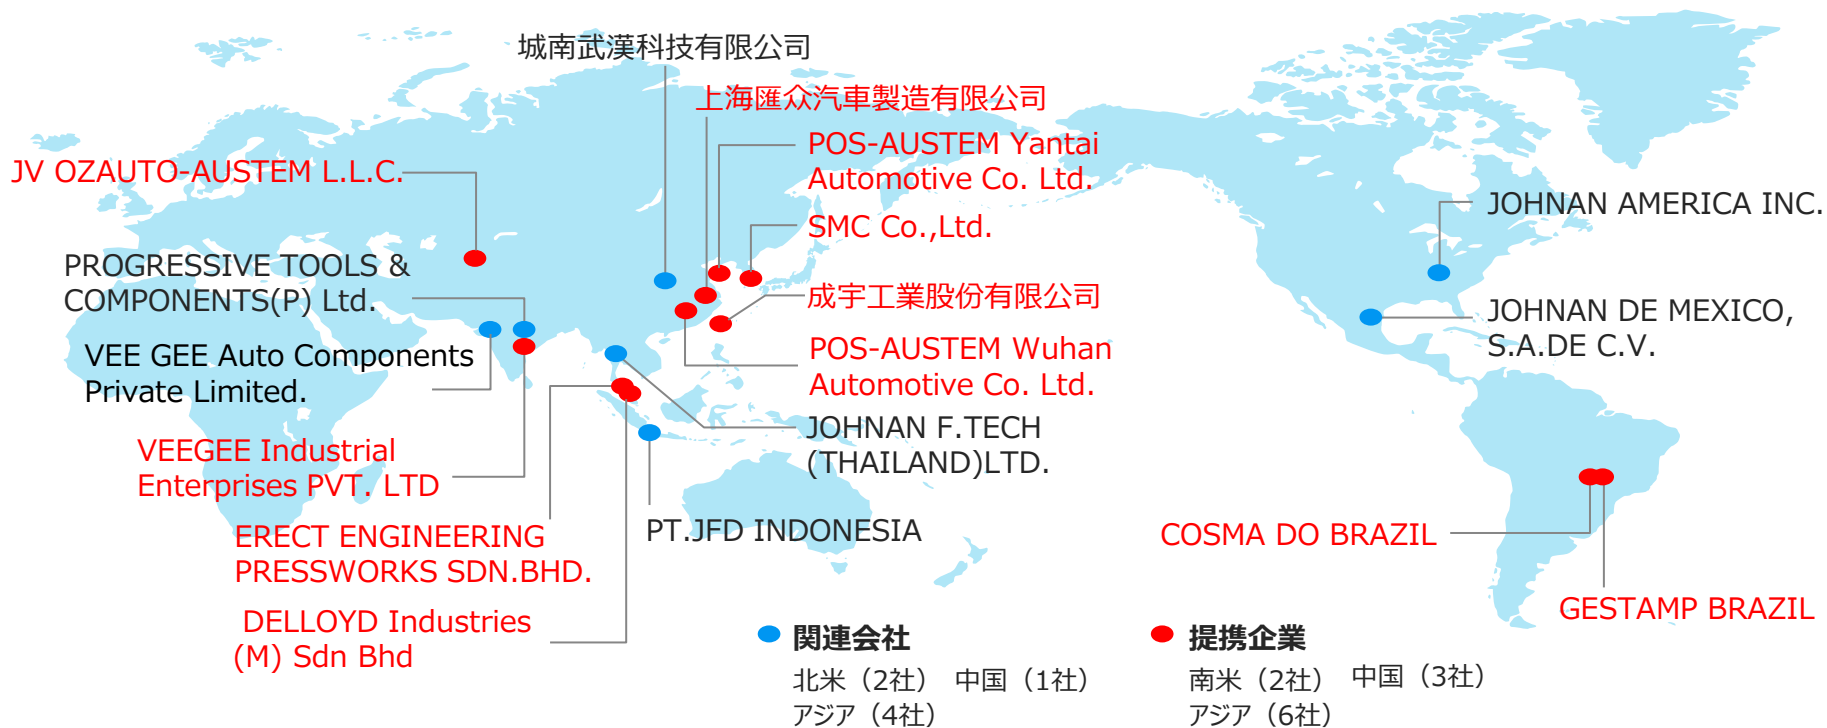 城南武漢科技有限公司
上海匯众汽車製造有限公司
POS-AUSTEM Yantai
Automotive Co. Ltd.
JV OZAUTO-AUSTEM L.L.C.
SMC Co.,Ltd.
JOHNAN AMERICA INC.
PROGRESSIVE TOOLS &
COMPONENTS(P) Ltd.
成宇工業股份有限公司
JOHNAN DE MEXICO,
S.A.DE C.V.
VEE GEE Auto Components
Private Limited.
POS-AUSTEM Wuhan
Automotive Co. Ltd.
JOHNAN F.TECH
(THAILAND)LTD.
VEEGEE Industrial
Enterprises PVT. LTD
ERECT ENGINEERING
PRESSWORKS SDN.BHD.
PT.JFD INDONESIA
COSMA DO BRAZIL
GESTAMP BRAZIL
DELLOYD Industries
(M) Sdn Bhd
関連会社
北米（2社） 中国（1社）
アジア（4社）
提携企業
南米（2社） 中国（3社）
アジア（6社）